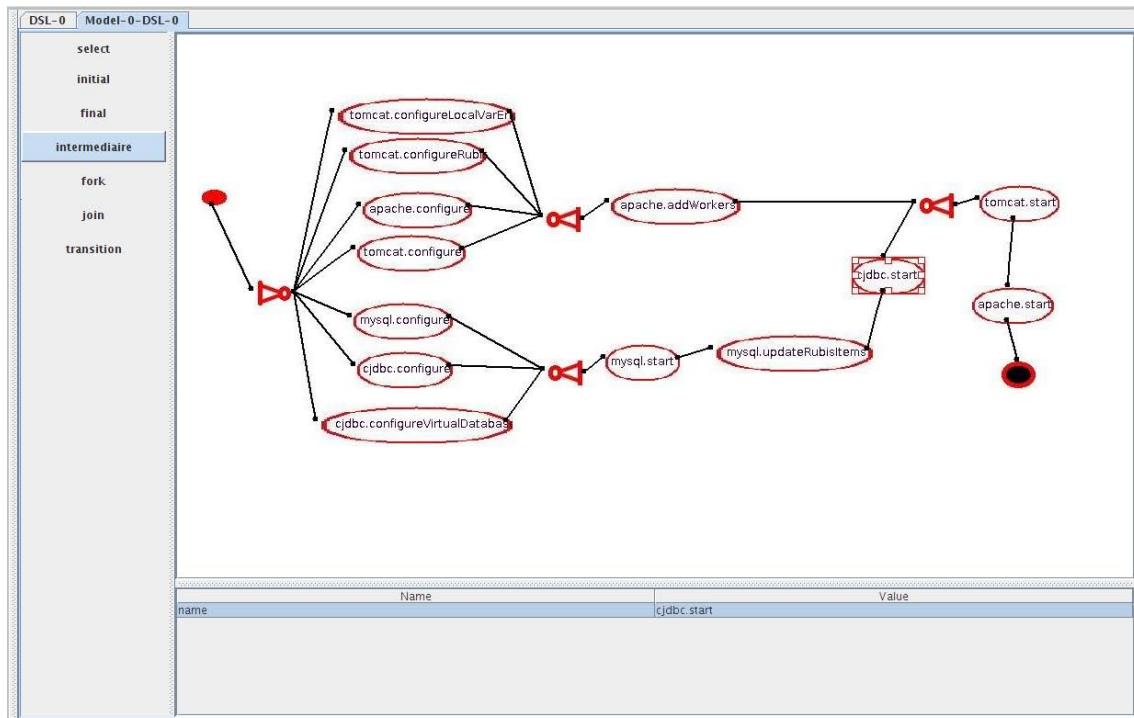 DSL-0 Model-0-DSL-0
select
initial
final
intermediaire
fork
join
transition
tomcat.configureLocalVarEn
tomcat.configureRubis
apache.configure
tomcat.configure
mysql.configure
cjdbc.configure
cjdbc.configureVirtualDatabase
apache.addWorkers
mysql.start
mysql.updateRubisItems
cjdbc.start
tomcat.start
apache.start
Name Value
name cjdbc.start